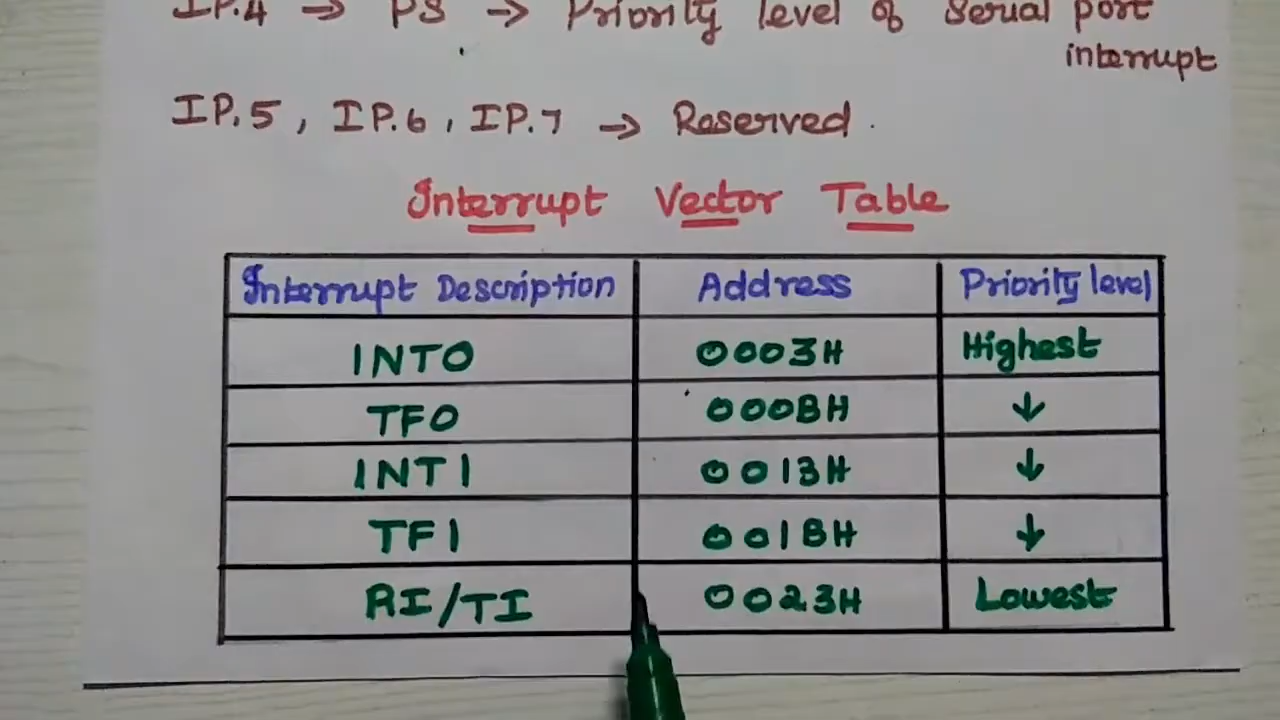 IP.4 → PS → Priority level of Serial port
interrupt
IP.5, IP.6, IP.7 → Reserved.
Interrupt Vector Table
Interrupt Description Address Priority level
INT0 0003H Highest
TF0 000BH ↓
INT1 0013H ↓
TF1 001BH ↓
RI/TI 0023H Lowest